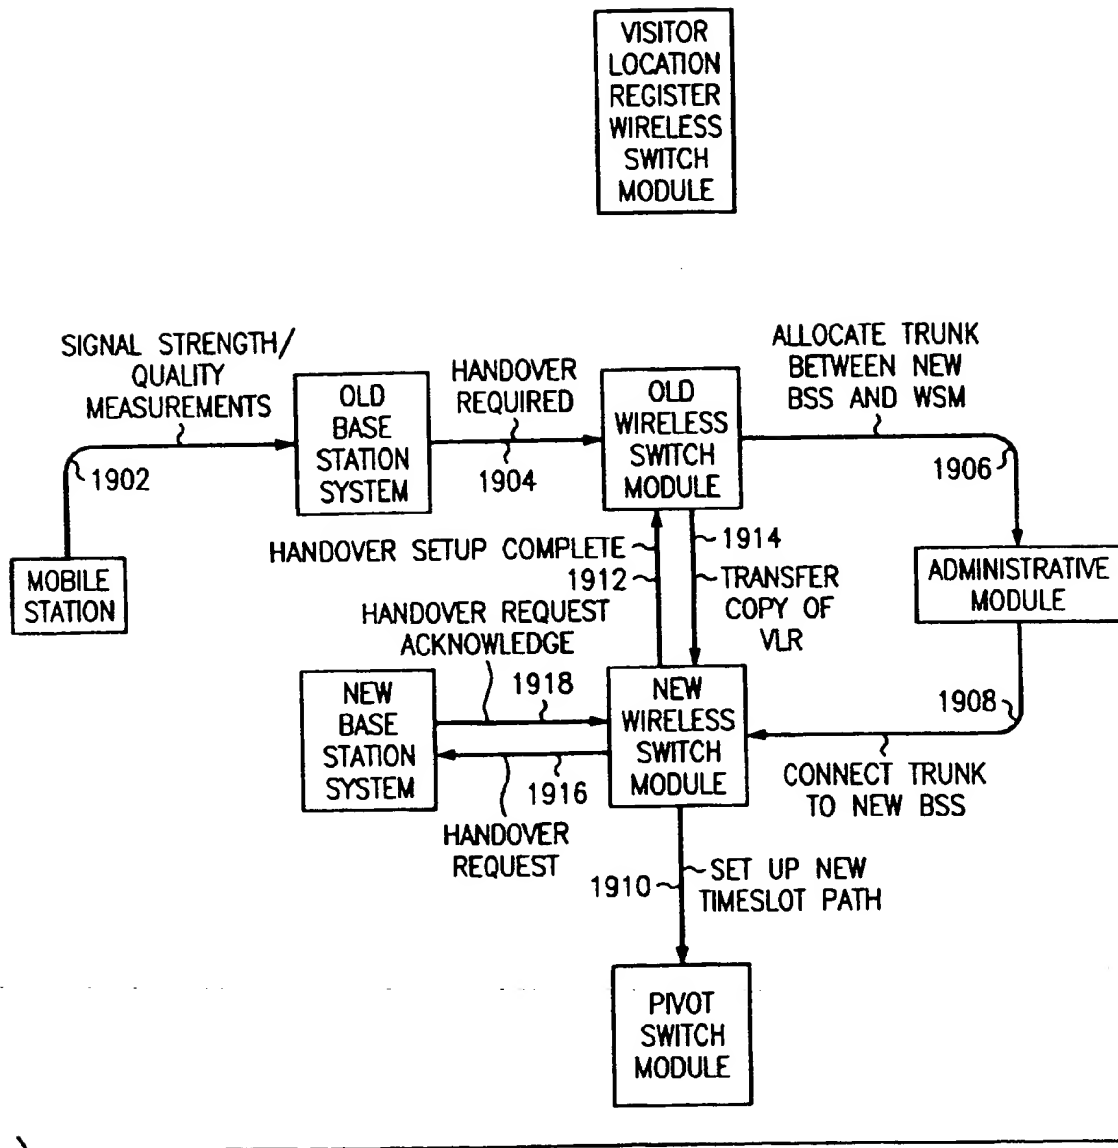 VISITOR
LOCATION
REGISTER
WIRELESS
SWITCH
MODULE
SIGNAL STRENGTH/
QUALITY
MEASUREMENTS
1902
MOBILE
STATION
OLD
BASE
STATION
SYSTEM
HANDOVER
REQUIRED
1904
OLD
WIRELESS
SWITCH
MODULE
ALLOCATE TRUNK
BETWEEN NEW
BSS AND WSM
1906
ADMINISTRATIVE
MODULE
HANDOVER SETUP COMPLETE
1912
1914
TRANSFER
COPY OF
VLR
HANDOVER REQUEST
ACKNOWLEDGE
1918
NEW
BASE
STATION
SYSTEM
1916
HANDOVER
REQUEST
NEW
WIRELESS
SWITCH
MODULE
1908
CONNECT TRUNK
TO NEW BSS
1910
SET UP NEW
TIMESLOT PATH
PIVOT
SWITCH
MODULE